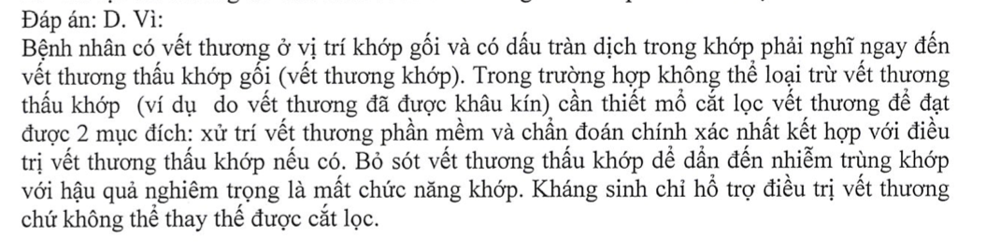 Đáp án: D. Vì:
Bệnh nhân có vết thương ở vị trí khớp gối và có dấu tràn dịch trong khớp phải nghĩ ngay đến
vết thương thấu khớp gối (vết thương khớp). Trong trường hợp không thể loại trừ vết thương
thấu khớp (ví dụ do vết thương đã được khâu kín) cần thiết mổ cắt lọc vết thương để đạt
được 2 mục đích: xử trí vết thương phần mềm và chẩn đoán chính xác nhất kết hợp với điều
trị vết thương thấu khớp nếu có. Bỏ sót vết thương thấu khớp dể dẩn đến nhiễm trùng khớp
với hậu quả nghiêm trọng là mất chức năng khớp. Kháng sinh chỉ hổ trợ điều trị vết thương
chứ không thể thay thế được cắt lọc.